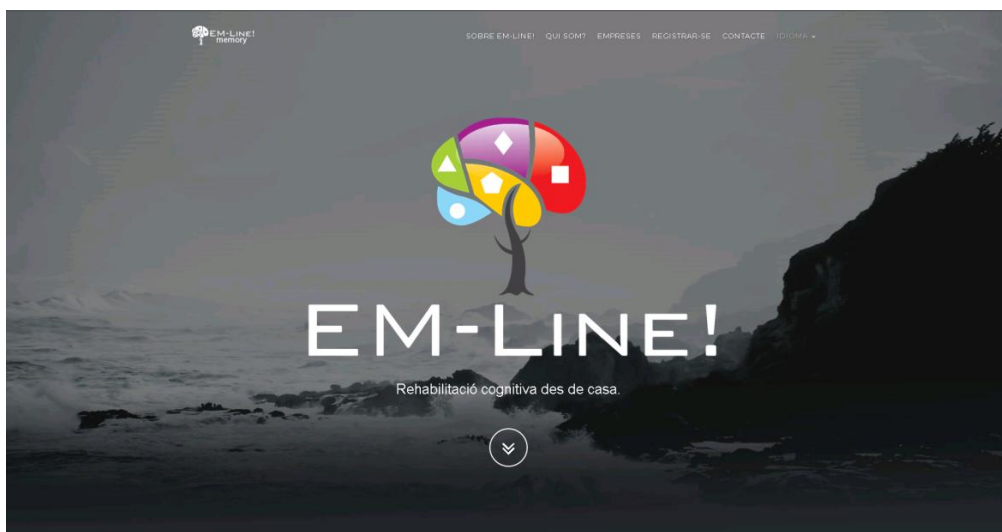 EM-LINE!
memory
SOBRE EM-LINE! QUI SOM? EMPRESES REGISTRAR-SE CONTACTE IDIOMA
EM-LINE!
Rehabilitació cognitiva des de casa.